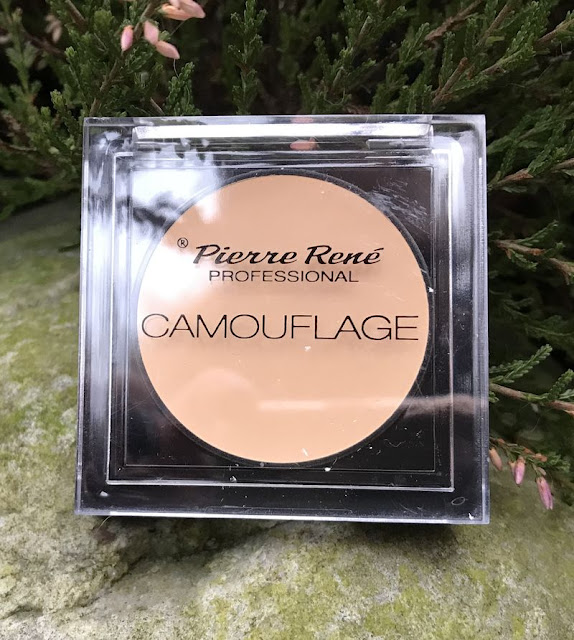 ® Pierre René
PROFESSIONAL
CAMOUFLAGE